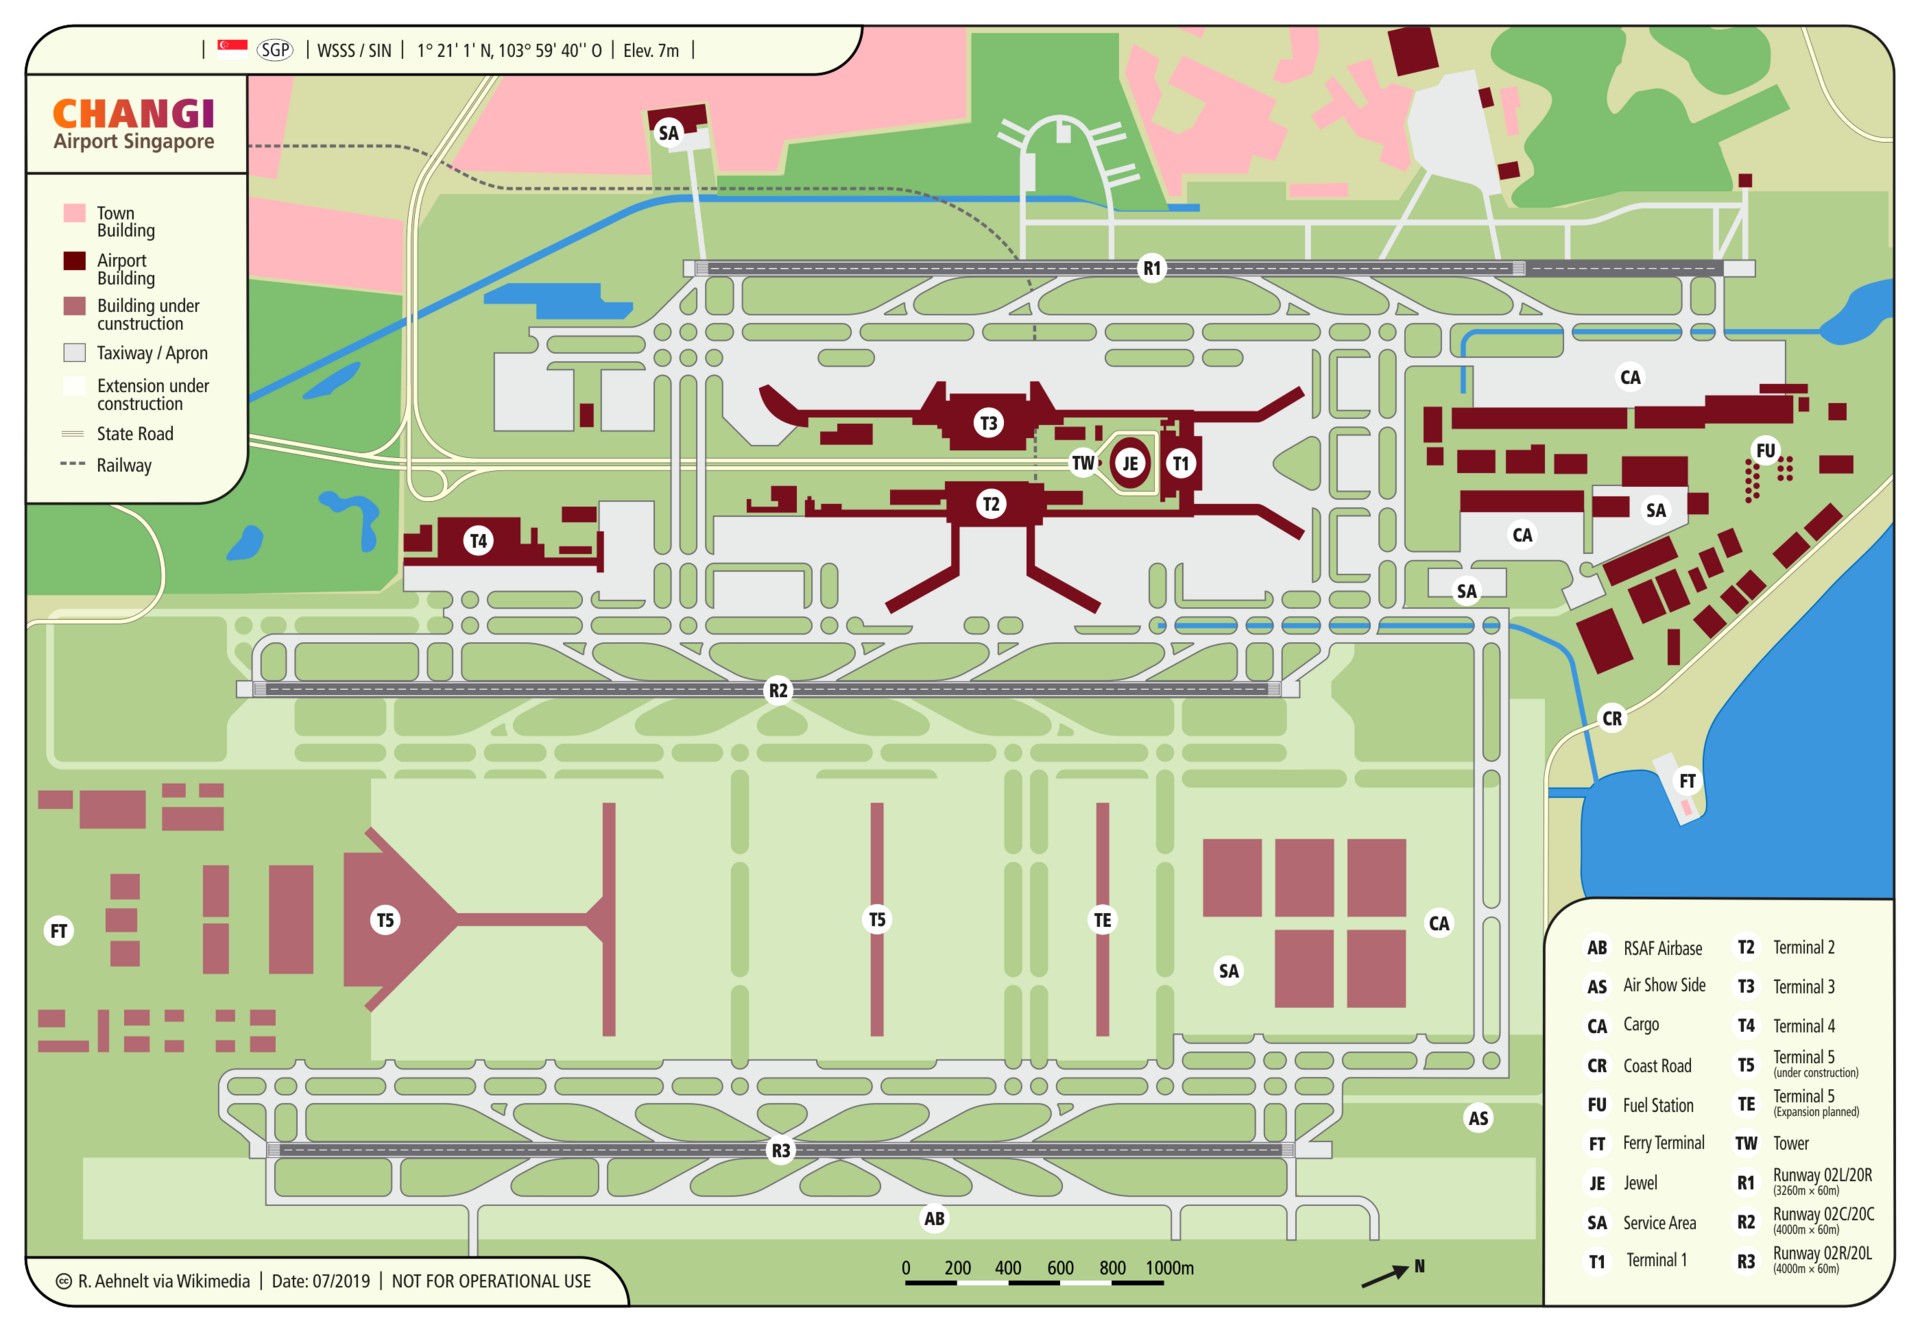 SGP | WSSS / SIN | 1° 21' 1' N, 103° 59' 40'' O | Elev. 7m |
CHANGI
Airport Singapore
Town
Building
Airport
Building
Building under
construction
Taxiway / Apron
Extension under
construction
State Road
Railway
SA
R1
CA
T3
FU
TW
JE
T1
T2
SA
T4
CA
SA
R2
CR
FT
T5
T5
TE
CA
FT
SA
AS
R3
AB
AB RSAF Airbase
AS Air Show Side
CA Cargo
CR Coast Road
FU Fuel Station
FT Ferry Terminal
JE Jewel
SA Service Area
T1 Terminal 1
T2 Terminal 2
T3 Terminal 3
T4 Terminal 4
T5 Terminal 5
(under construction)
TE Terminal 5
(Expansion planned)
TW Tower
R1 Runway 02L/20R
(3260m × 60m)
R2 Runway 02C/20C
(4000m × 60m)
R3 Runway 02R/20L
(4000m × 60m)
0 200 400 600 800 1000m
N
cc R. Aehnelt via Wikimedia | Date: 07/2019 | NOT FOR OPERATIONAL USE